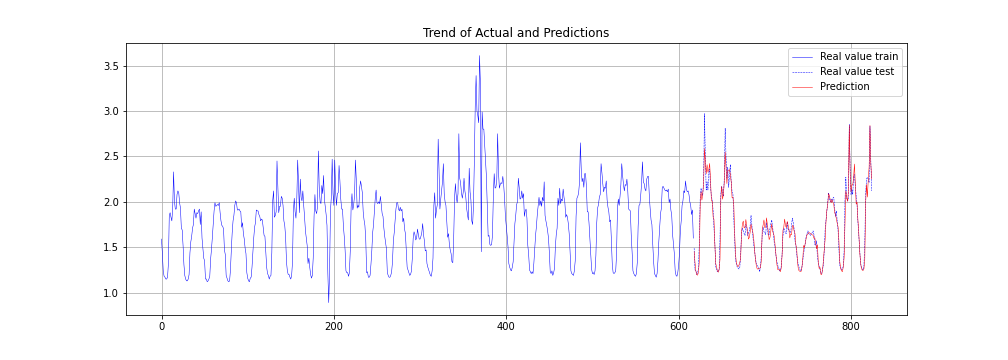 Trend of Actual and Predictions
Real value train
Real value test
Prediction
3.5
3.0
2.5
2.0
1.5
1.0
0
200
400
600
800